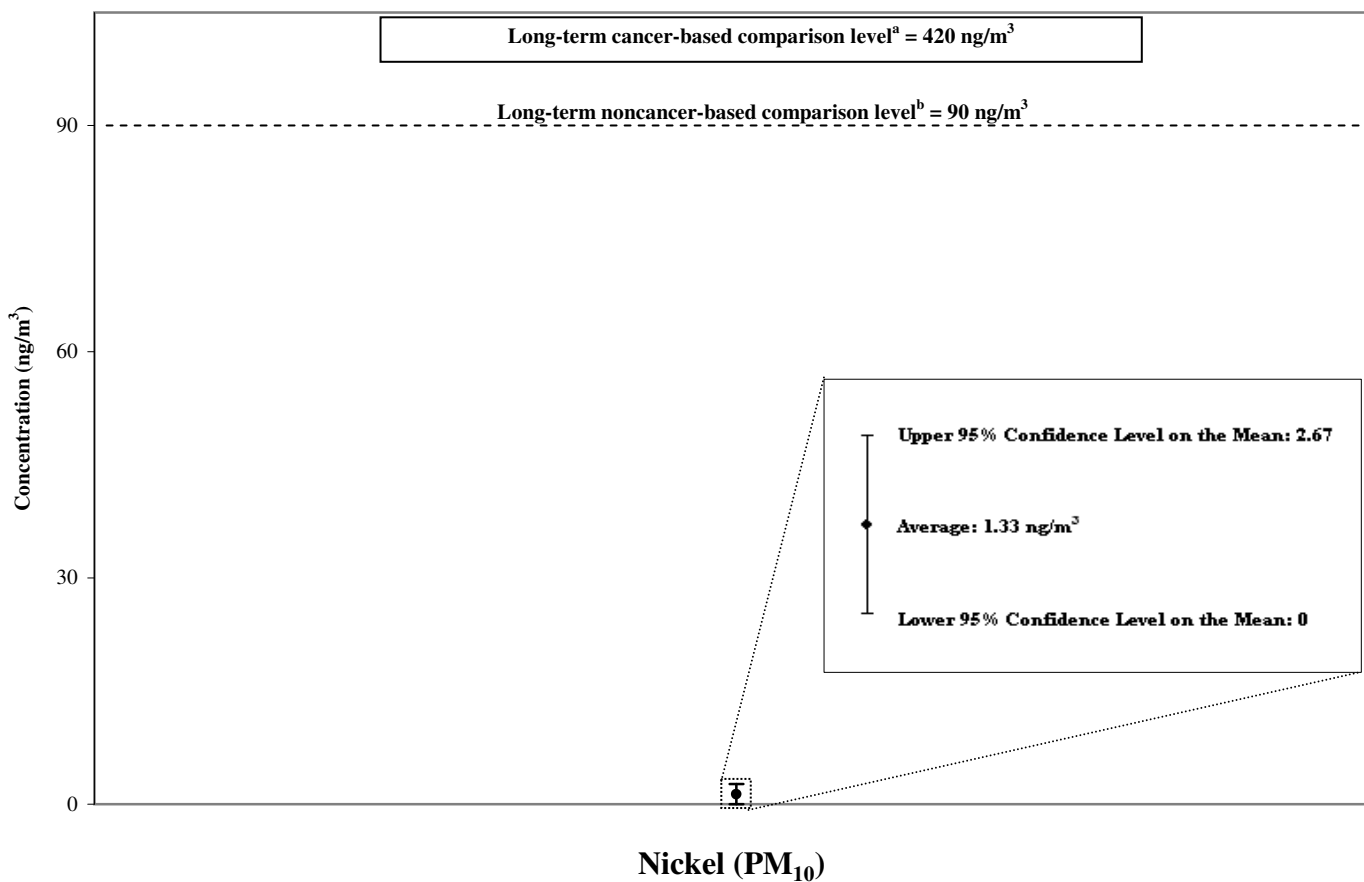 Long-term cancer-based comparison levelᵃ = 420 ng/m³
Long-term noncancer-based comparison levelᵇ = 90 ng/m³
90
60
30
0
Concentration (ng/m³)
Upper 95% Confidence Level on the Mean: 2.67
Average: 1.33 ng/m³
Lower 95% Confidence Level on the Mean: 0
Nickel (PM₁₀)